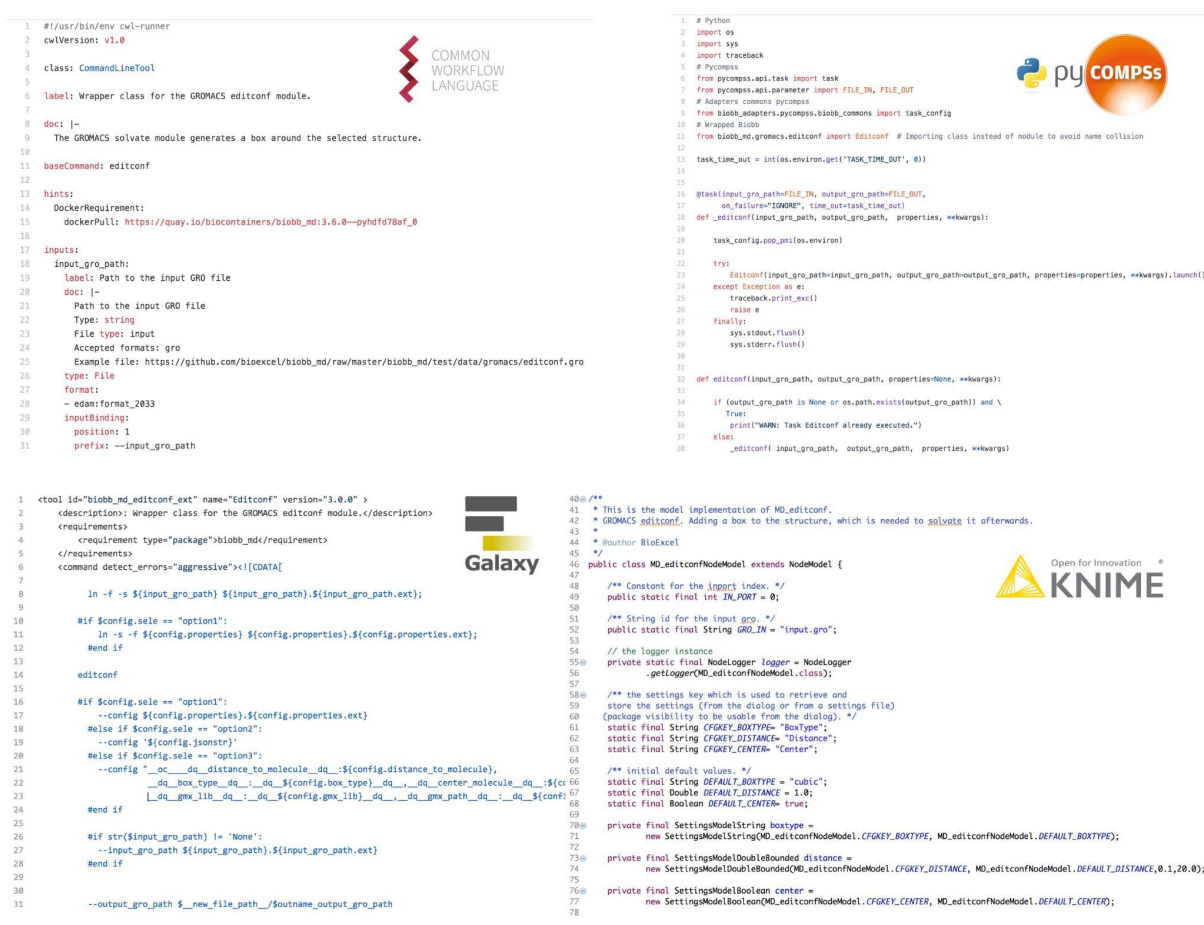 1 #!/usr/bin/env cwl-runner
2 cwlVersion: v1.0
3
4 class: CommandLineTool
5
6 label: Wrapper class for the GROMACS editconf module.
7
8 doc: |-
9 The GROMACS solvate module generates a box around the selected structure.
10
11 baseCommand: editconf
12
13 hints:
14 DockerRequirement:
15 dockerPull: https://quay.io/biocontainers/biobb_md:3.6.0--pyhdfd78af_0
16
17 inputs:
18 input_gro_path:
19 label: Path to the input GRO file
20 doc: |-
21 Path to the input GRO file
22 Type: string
23 File type: input
24 Accepted formats: gro
25 Example file: https://github.com/bioexcel/biobb_md/raw/master/biobb_md/test/data/gromacs/editconf.gro
26 type: File
27 format:
28 - edam:format_2033
29 inputBinding:
30 position: 1
31 prefix: --input_gro_path
COMMON
WORKFLOW
LANGUAGE
1 # Python
2 import os
3 import sys
4 import traceback
5 # Pycompss
6 from pycompss.api.task import task
7 from pycompss.api.parameter import FILE_IN, FILE_OUT
8 # Adapters commons pycompss
9 from biobb_adapters.pycompss.biobb_commons import task_config
10 # Wrapped Biobb
11 from biobb_md.gromacs.editconf import Editconf # Importing class instead of module to avoid name collision
12
13 task_time_out = int(os.environ.get('TASK_TIME_OUT', 0))
14
15
16 @task(input_gro_path=FILE_IN, output_gro_path=FILE_OUT,
17 on_failure="IGNORE", time_out=task_time_out)
18 def _editconf(input_gro_path, output_gro_path, properties, **kwargs):
19
20 task_config.pop_pmi(os.environ)
21
22 try:
23 Editconf(input_gro_path=input_gro_path, output_gro_path=output_gro_path, properties=properties, **kwargs).launch()
24 except Exception as e:
25 traceback.print_exc()
26 raise e
27 finally:
28 sys.stdout.flush()
29 sys.stderr.flush()
30
31
32 def editconf(input_gro_path, output_gro_path, properties=None, **kwargs):
33
34 if (output_gro_path is None or os.path.exists(output_gro_path)) and \
35 True:
36 print("WARN: Task Editconf already executed.")
37 else:
38 _editconf( input_gro_path, output_gro_path, properties, **kwargs)
py COMPSs
1 <tool id="biobb_md_editconf_ext" name="Editconf" version="3.0.0" >
2 <description>: Wrapper class for the GROMACS editconf module.</description>
3 <requirements>
4 <requirement type="package">biobb_md</requirement>
5 </requirements>
6 <command detect_errors="aggressive"><![CDATA[
7
8 ln -f -s ${input_gro_path} ${input_gro_path}.${input_gro_path.ext};
9
10 #if $config.sele == "option1":
11 ln -s -f ${config.properties} ${config.properties}.${config.properties.ext};
12 #end if
13
14 editconf
15
16 #if $config.sele == "option1":
17 --config ${config.properties}.${config.properties.ext}
18 #else if $config.sele == "option2":
19 --config '${config.jsonstr}'
20 #else if $config.sele == "option3":
21 --config "__oc____dq__distance_to_molecule__dq__:${config.distance_to_molecule},
22 __dq__box_type__dq__:__dq__${config.box_type}__dq__,__dq__center_molecule__dq__:${cc
23 __dq__gmx_lib__dq__:__dq__${config.gmx_lib}__dq__,__dq__gmx_path__dq__:__dq__${confi
24 #end if
25
26 #if str($input_gro_path) != 'None':
27 --input_gro_path ${input_gro_path}.${input_gro_path.ext}
28 #end if
29
30
31 --output_gro_path $__new_file_path__/$outname_output_gro_path
Galaxy
40 /**
41 * This is the model implementation of MD_editconf.
42 * GROMACS editconf. Adding a box to the structure, which is needed to solvate it afterwards.
43 *
44 * @author BioExcel
45 */
46 public class MD_editconfNodeModel extends NodeModel {
47
48 /** Constant for the inport index. */
49 public static final int IN_PORT = 0;
50
51 /** String id for the input gro. */
52 public static final String GRO_IN = "input.gro";
53
54 // the logger instance
55 private static final NodeLogger logger = NodeLogger
56 .getLogger(MD_editconfNodeModel.class);
57
58 /** the settings key which is used to retrieve and
59 store the settings (from the dialog or from a settings file)
60 (package visibility to be usable from the dialog). */
61 static final String CFGKEY_BOXTYPE= "BoxType";
62 static final String CFGKEY_DISTANCE= "Distance";
63 static final String CFGKEY_CENTER= "Center";
64
65 /** initial default values. */
66 static final String DEFAULT_BOXTYPE = "cubic";
67 static final Double DEFAULT_DISTANCE = 1.0;
68 static final Boolean DEFAULT_CENTER= true;
69
70 private final SettingsModelString boxtype =
71 new SettingsModelString(MD_editconfNodeModel.CFGKEY_BOXTYPE, MD_editconfNodeModel.DEFAULT_BOXTYPE);
72
73 private final SettingsModelDoubleBounded distance =
74 new SettingsModelDoubleBounded(MD_editconfNodeModel.CFGKEY_DISTANCE, MD_editconfNodeModel.DEFAULT_DISTANCE,0.1,20.0);
75
76 private final SettingsModelBoolean center =
77 new SettingsModelBoolean(MD_editconfNodeModel.CFGKEY_CENTER, MD_editconfNodeModel.DEFAULT_CENTER);
78
Open for Innovation
KNIME